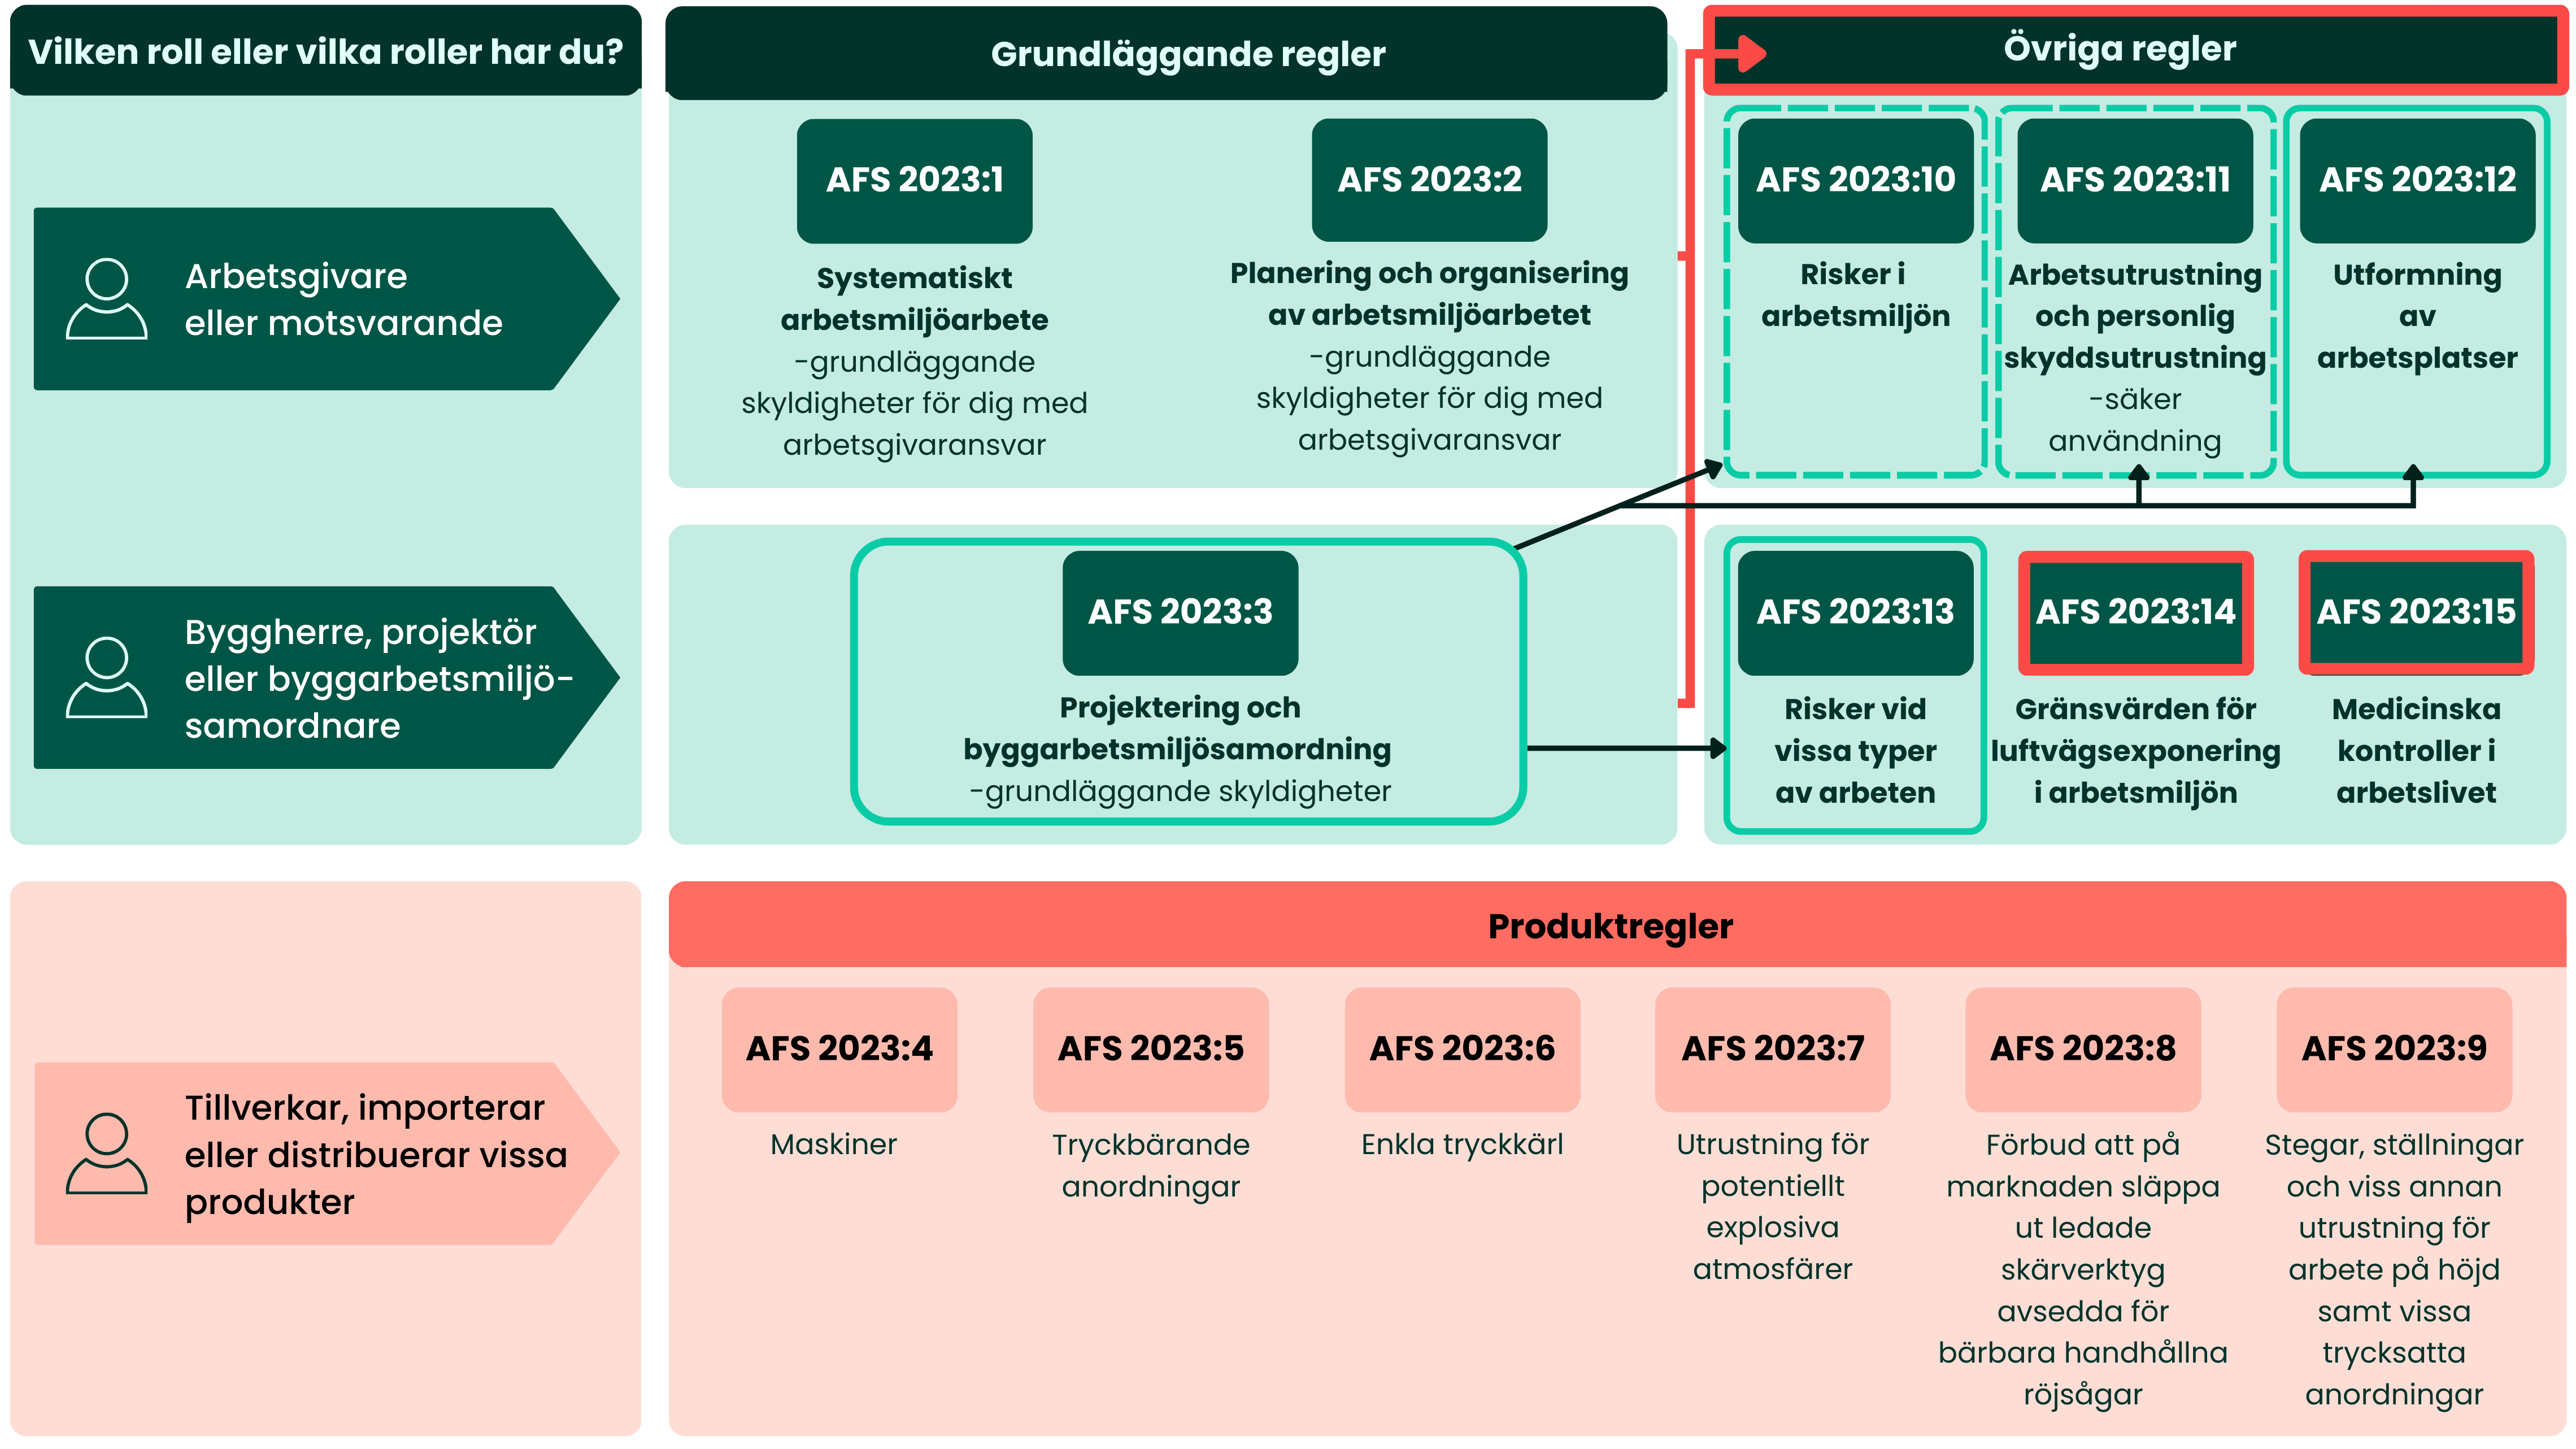 Vilken roll eller vilka roller har du?
Grundläggande regler
Övriga regler
Arbetsgivare
eller motsvarande
AFS 2023:1
Systematiskt
arbetsmiljöarbete
-grundläggande
skyldigheter för dig med
arbetsgivaransvar
AFS 2023:2
Planering och organisering
av arbetsmiljöarbetet
-grundläggande
skyldigheter för dig med
arbetsgivaransvar
AFS 2023:10
Risker i
arbetsmiljön
AFS 2023:11
Arbetsutrustning
och personlig
skyddsutrustning
-säker
användning
AFS 2023:12
Utformning
av
arbetsplatser
Byggherre, projektör
eller byggarbetsmiljö-
samordnare
AFS 2023:3
Projektering och
byggarbetsmiljösamordning
-grundläggande skyldigheter
AFS 2023:13
Risker vid
vissa typer
av arbeten
AFS 2023:14
Gränsvärden för
luftvägsexponering
i arbetsmiljön
AFS 2023:15
Medicinska
kontroller i
arbetslivet
Produktregler
Tillverkar, importerar
eller distribuerar vissa
produkter
AFS 2023:4
Maskiner
AFS 2023:5
Tryckbärande
anordningar
AFS 2023:6
Enkla tryckkärl
AFS 2023:7
Utrustning för
potentiellt
explosiva
atmosfärer
AFS 2023:8
Förbud att på
marknaden släppa
ut ledade
skärverktyg
avsedda för
bärbara handhållna
röjsågar
AFS 2023:9
Stegar, ställningar
och viss annan
utrustning för
arbete på höjd
samt vissa
trycksatta
anordningar